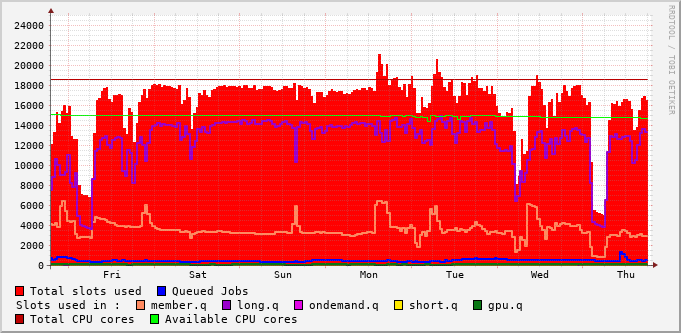 RRDTOOL / TOBI OETIKER
24000
22000
20000
18000
16000
14000
12000
10000
8000
6000
4000
2000
0
Fri Sat Sun Mon Tue Wed Thu
Total slots used Queued Jobs
Slots used in : member.q long.q ondemand.q short.q gpu.q
Total CPU cores Available CPU cores